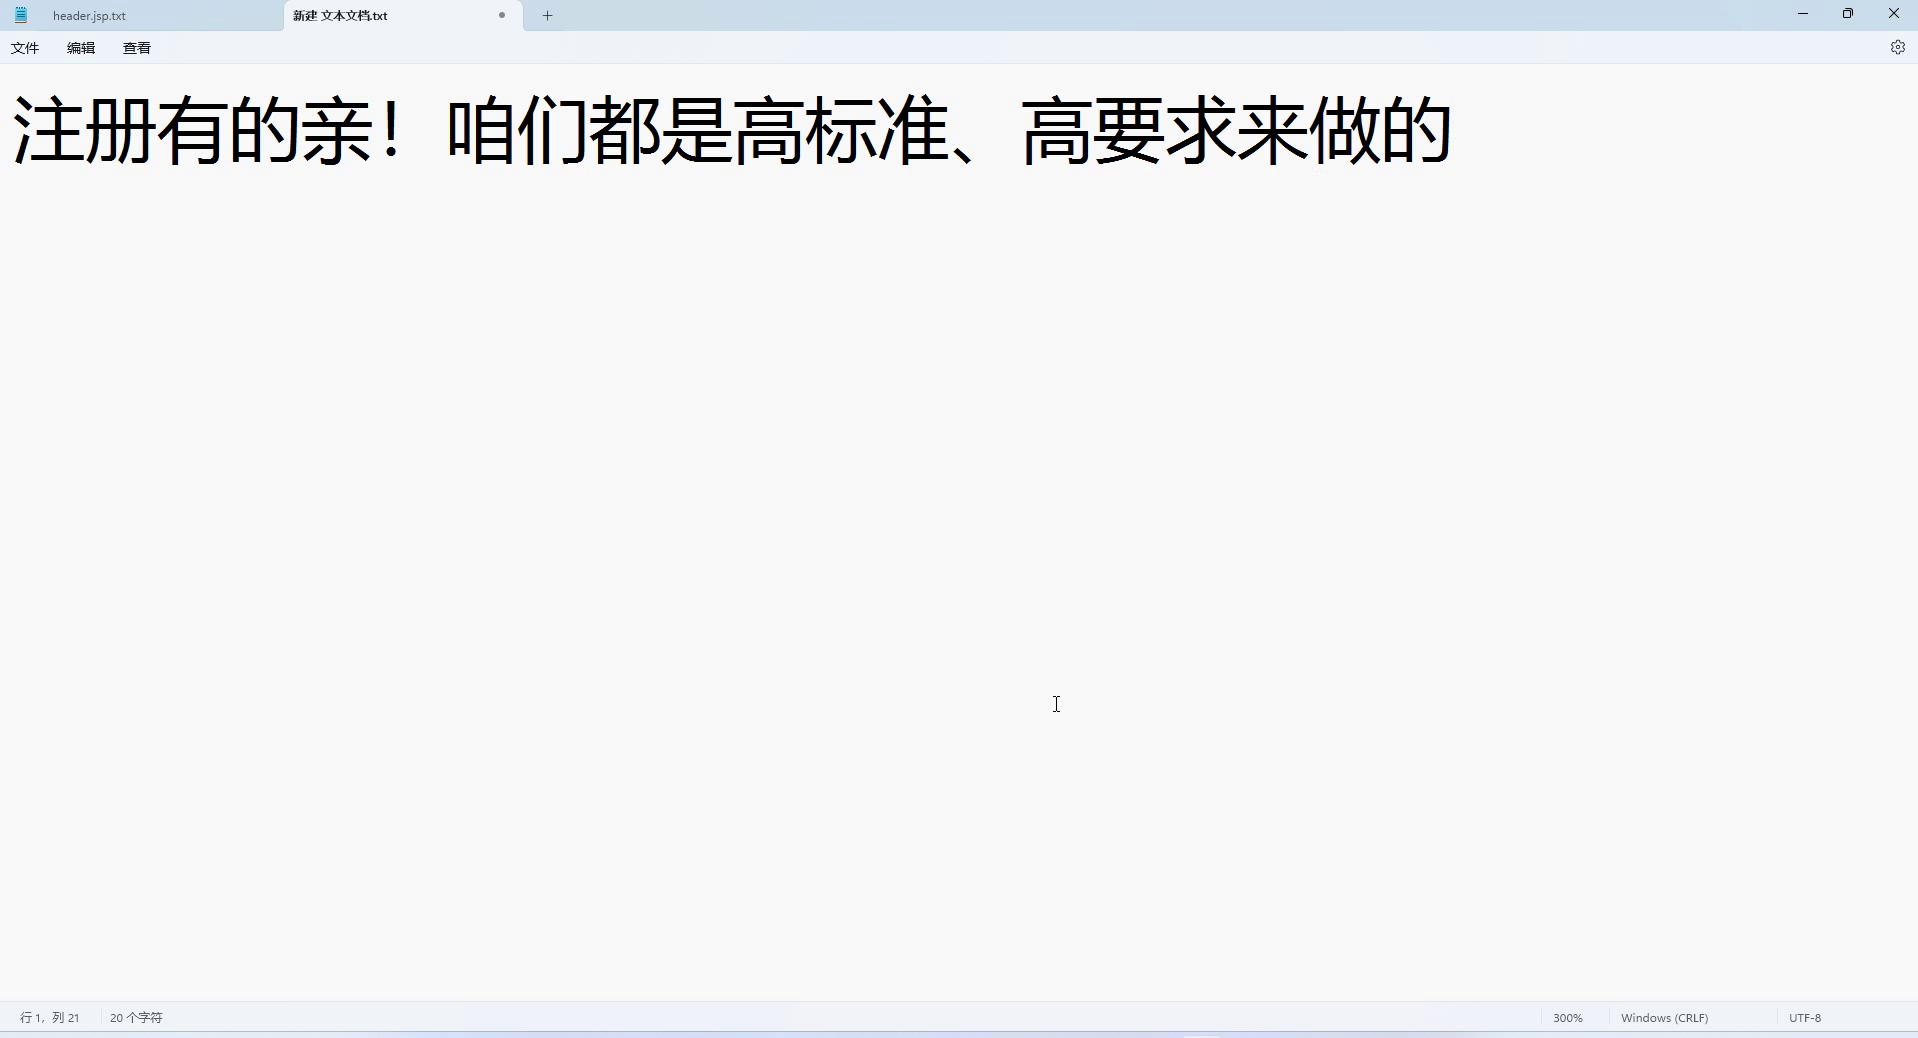 header.jsp.txt
新建 文本文档.txt
文件 编辑 查看
注册有的亲！咱们都是高标准、高要求来做的
行 1，列 21 20 个字符 300% Windows (CRLF) UTF-8